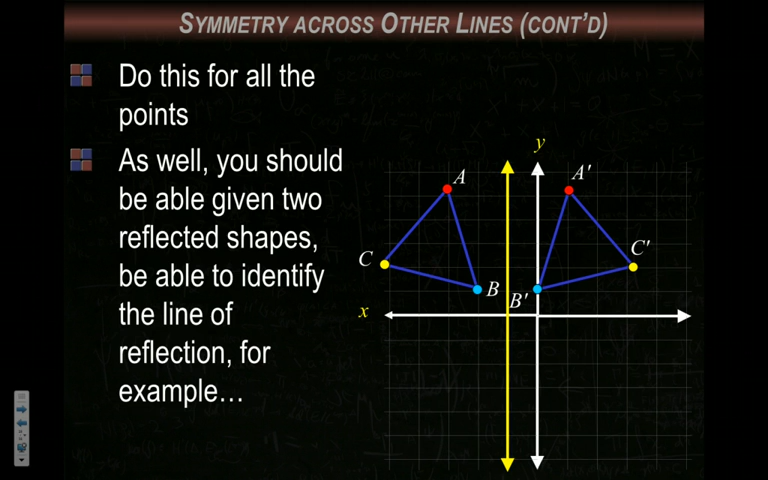 SYMMETRY ACROSS OTHER LINES (CONT'D)
Do this for all the
points
As well, you should
be able given two
reflected shapes,
be able to identify
the line of
reflection, for
example…
y
A
A'
C
C'
B
B'
x